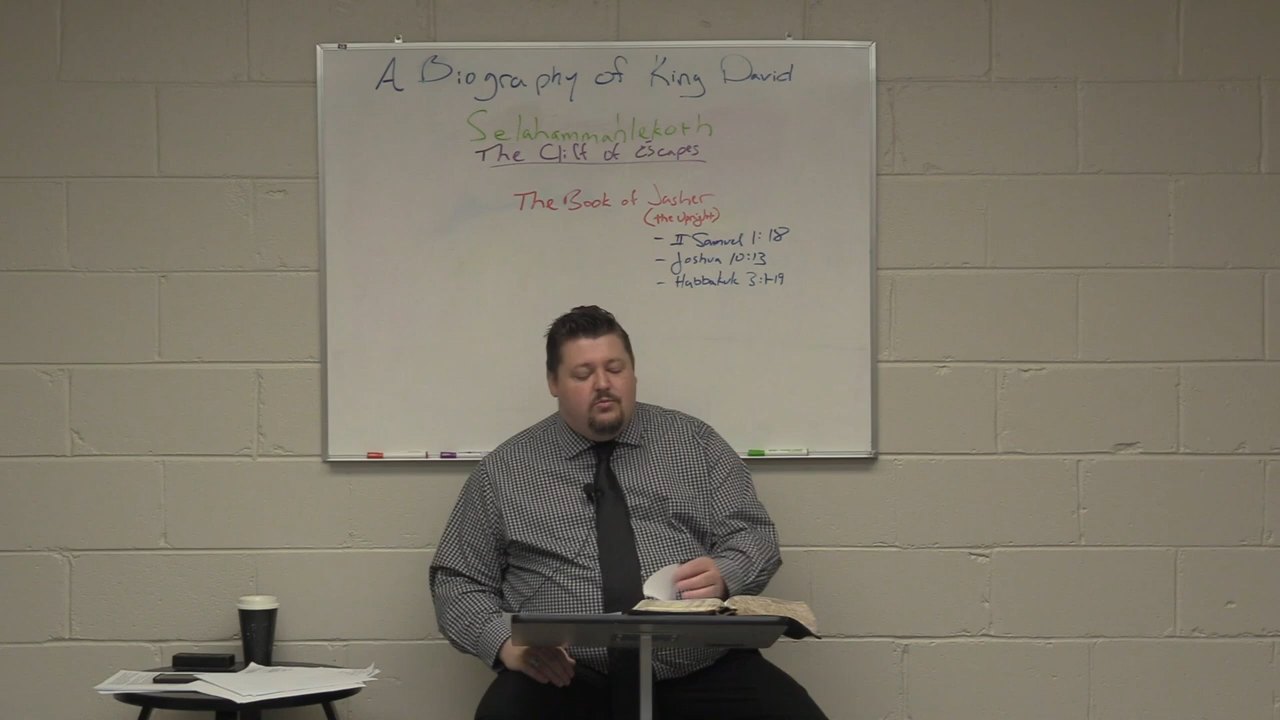 A Biography of King David
Selahammahlekoth
The Cliff of Escapes
The Book of Jasher
(the Upright)
- II Samuel 1:18
- Joshua 10:13
- Habbakuk 3:1-19